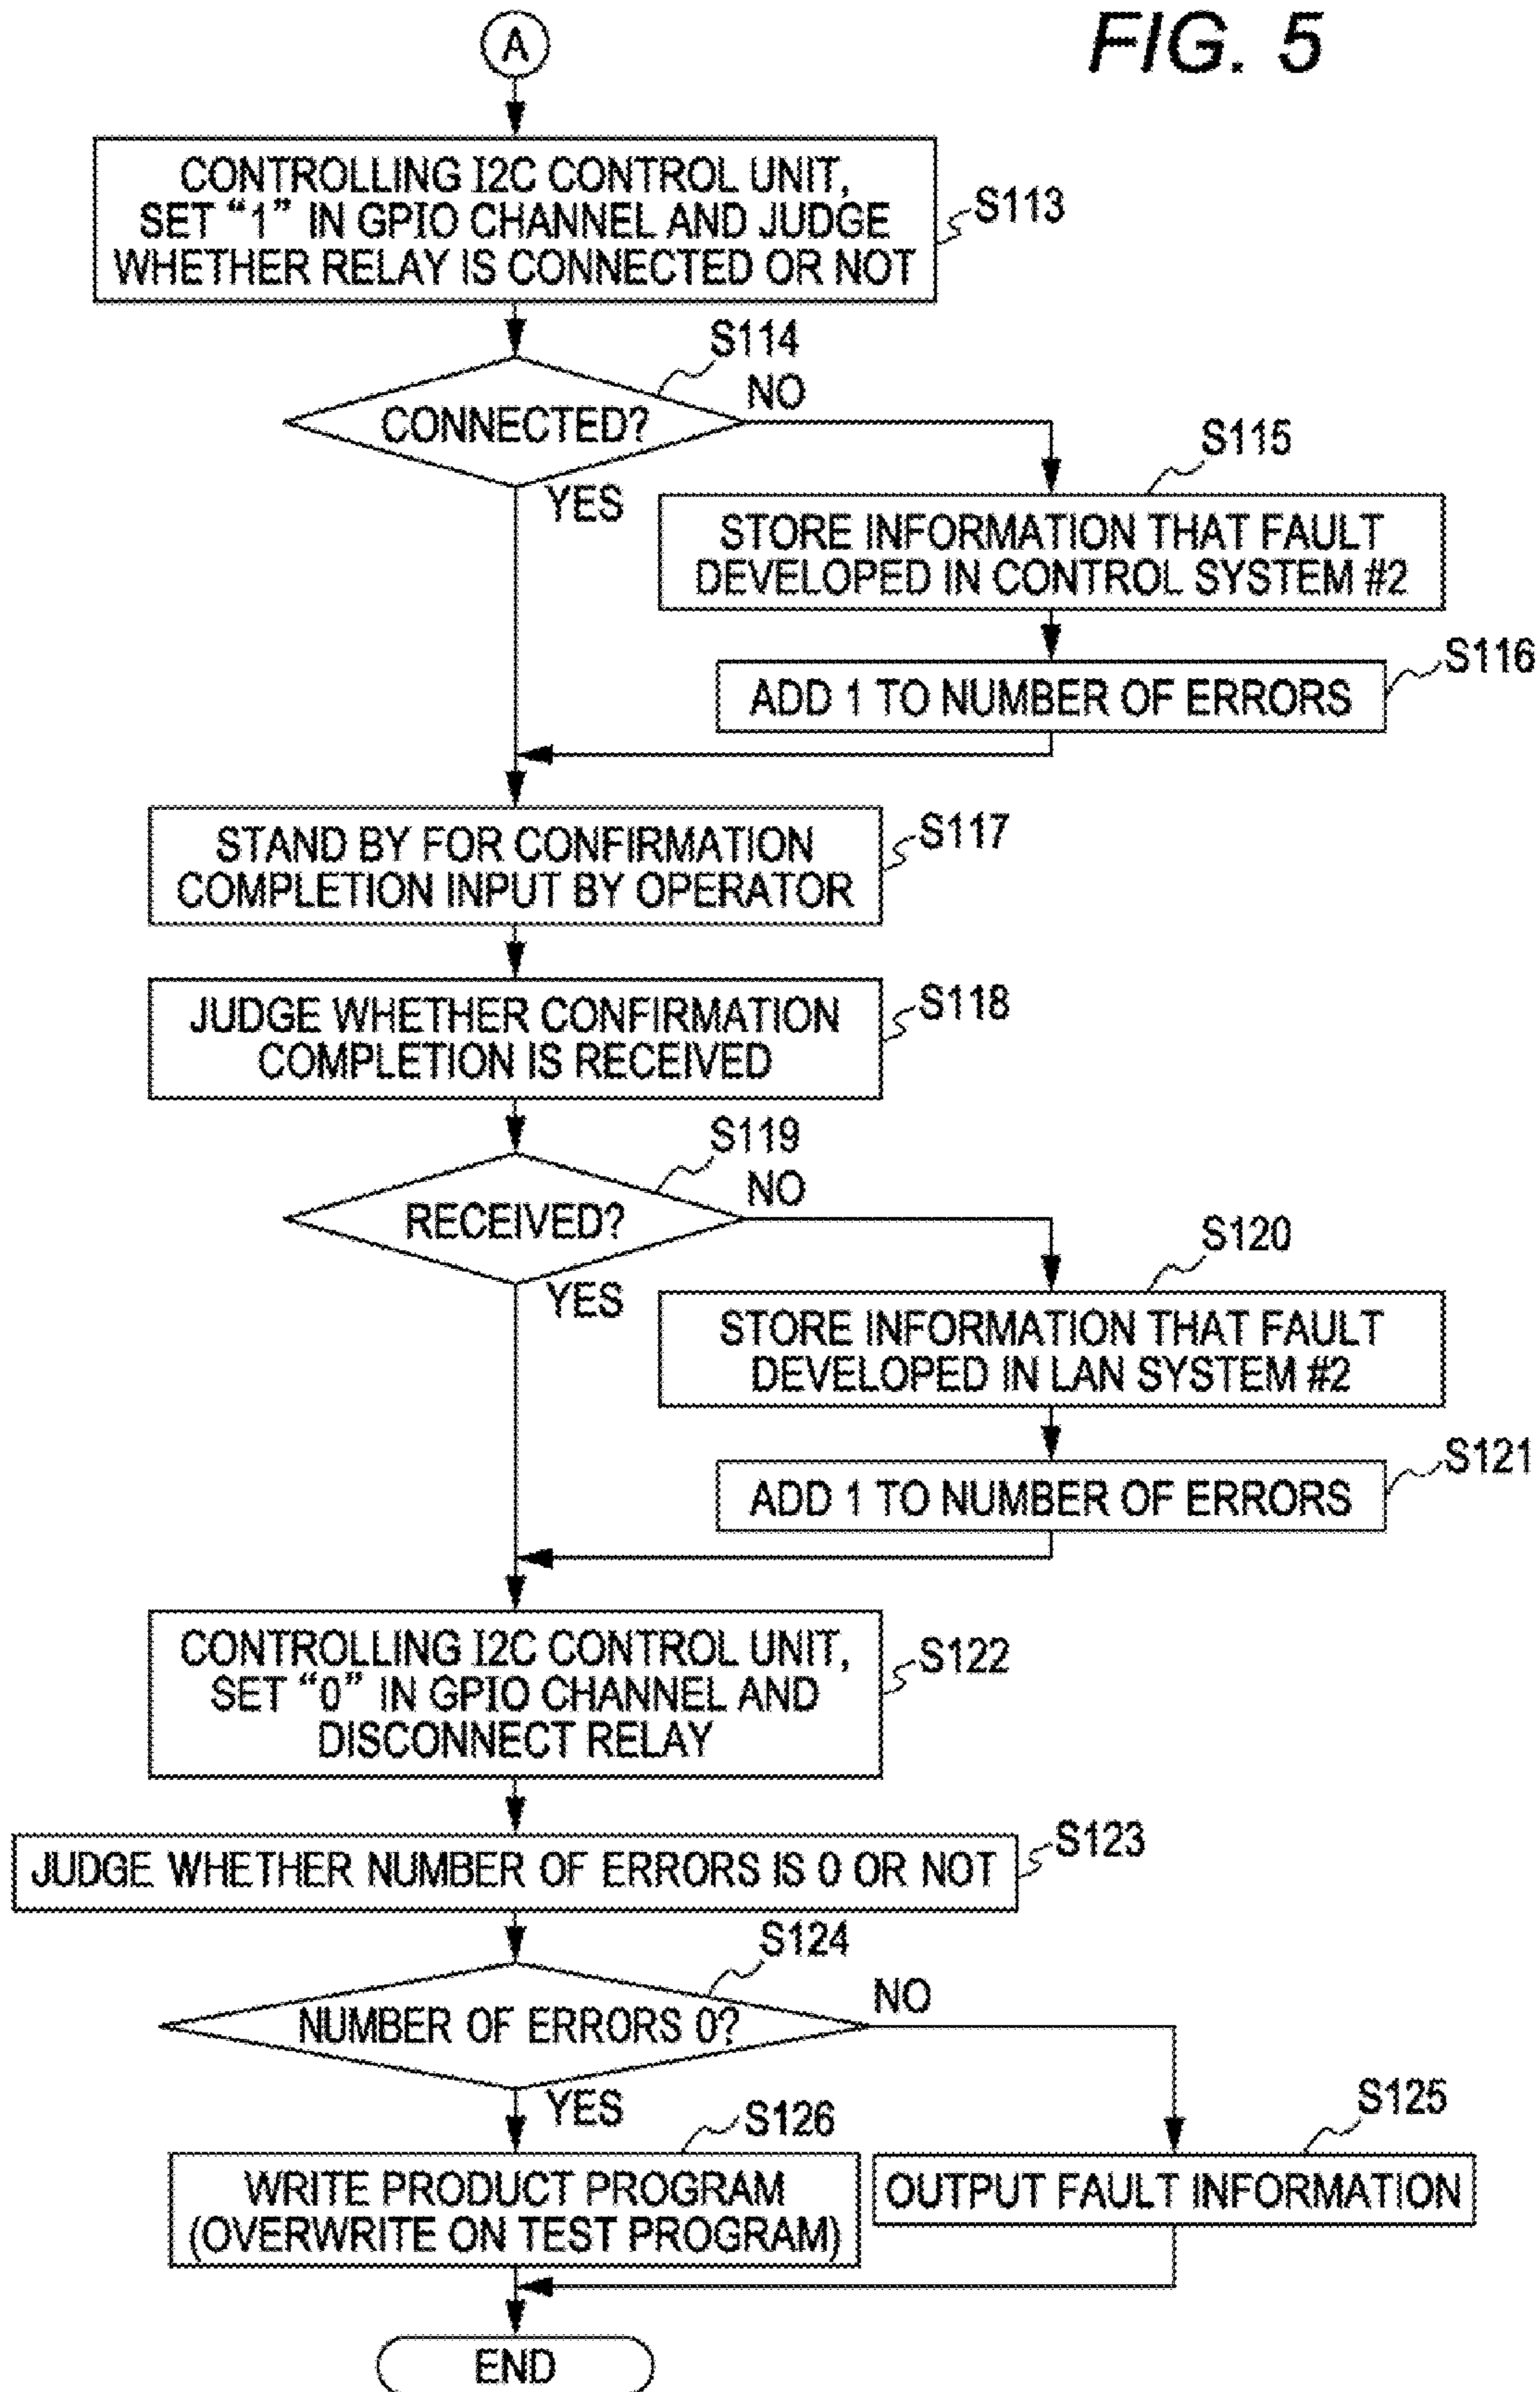 FIG. 5
A
CONTROLLING I2C CONTROL UNIT,
SET “1” IN GPIO CHANNEL AND JUDGE
WHETHER RELAY IS CONNECTED OR NOT
S113
S114
CONNECTED?
NO
YES
S115
STORE INFORMATION THAT FAULT
DEVELOPED IN CONTROL SYSTEM #2
S116
ADD 1 TO NUMBER OF ERRORS
STAND BY FOR CONFIRMATION
COMPLETION INPUT BY OPERATOR
S117
JUDGE WHETHER CONFIRMATION
COMPLETION IS RECEIVED
S118
S119
RECEIVED?
NO
YES
S120
STORE INFORMATION THAT FAULT
DEVELOPED IN LAN SYSTEM #2
S121
ADD 1 TO NUMBER OF ERRORS
CONTROLLING I2C CONTROL UNIT,
SET “0” IN GPIO CHANNEL AND
DISCONNECT RELAY
S122
JUDGE WHETHER NUMBER OF ERRORS IS 0 OR NOT
S123
S124
NUMBER OF ERRORS 0?
NO
YES
S126
WRITE PRODUCT PROGRAM
(OVERWRITE ON TEST PROGRAM)
S125
OUTPUT FAULT INFORMATION
END